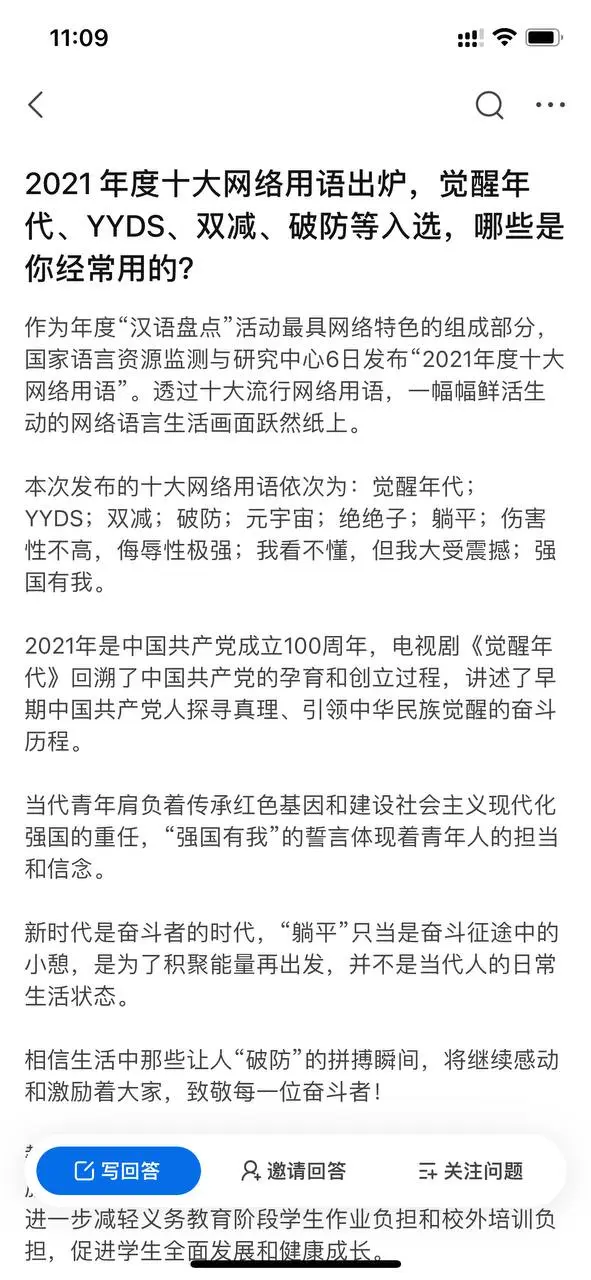 11:09
2021 年度十大网络用语出炉，觉醒年
代、YYDS、双减、破防等入选，哪些是
你经常用的？
作为年度“汉语盘点”活动最具网络特色的组成部分，
国家语言资源监测与研究中心6日发布“2021年度十大
网络用语”。透过十大流行网络用语，一幅幅鲜活生
动的网络语言生活画面跃然纸上。
本次发布的十大网络用语依次为：觉醒年代；
YYDS；双减；破防；元宇宙；绝绝子；躺平；伤害
性不高，侮辱性极强；我看不懂，但我大受震撼；强
国有我。
2021年是中国共产党成立100周年，电视剧《觉醒年
代》回溯了中国共产党的孕育和创立过程，讲述了早
期中国共产党人探寻真理、引领中华民族觉醒的奋斗
历程。
当代青年肩负着传承红色基因和建设社会主义现代化
强国的重任，“强国有我”的誓言体现着青年人的担当
和信念。
新时代是奋斗者的时代，“躺平”只当是奋斗征途中的
小憩，是为了积聚能量再出发，并不是当代人的日常
生活状态。
相信生活中那些让人“破防”的拼搏瞬间，将继续感动
和激励着大家，致敬每一位奋斗者！
写回答
邀请回答
关注问题
进一步减轻义务教育阶段学生作业负担和校外培训负
担，促进学生全面发展和健康成长。